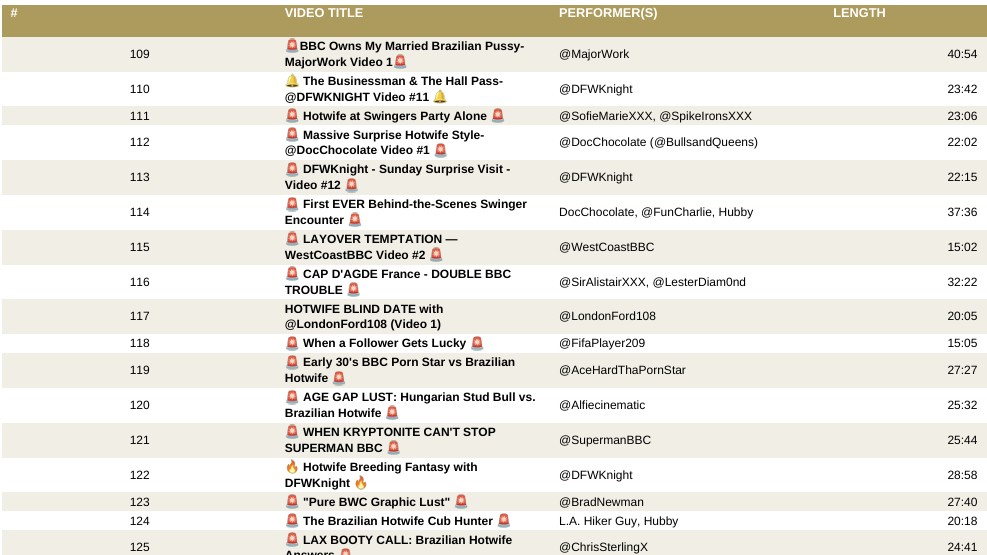 # VIDEO TITLE PERFORMER(S) LENGTH
109 🚨BBC Owns My Married Brazilian Pussy- @MajorWork 40:54
MajorWork Video 1🚨
110 🔔 The Businessman & The Hall Pass- @DFWKnight 23:42
@DFWKNIGHT Video #11 🔔
111 🚨 Hotwife at Swingers Party Alone 🚨 @SofieMarieXXX, @SpikeIronsXXX 23:06
112 🚨 Massive Surprise Hotwife Style- @DocChocolate (@BullsandQueens) 22:02
@DocChocolate Video #1 🚨
113 🚨 DFWKnight - Sunday Surprise Visit - @DFWKnight 22:15
Video #12 🚨
114 🚨 First EVER Behind-the-Scenes Swinger DocChocolate, @FunCharlie, Hubby 37:36
Encounter 🚨
115 🚨 LAYOVER TEMPTATION — @WestCoastBBC 15:02
WestCoastBBC Video #2 🚨
116 🚨 CAP D'AGDE France - DOUBLE BBC @SirAlistairXXX, @LesterDiam0nd 32:22
TROUBLE 🚨
117 HOTWIFE BLIND DATE with @LondonFord108 20:05
@LondonFord108 (Video 1)
118 🚨 When a Follower Gets Lucky 🚨 @FifaPlayer209 15:05
119 🚨 Early 30's BBC Porn Star vs Brazilian @AceHardThaPornStar 27:27
Hotwife 🚨
120 🚨 AGE GAP LUST: Hungarian Stud Bull vs. @Alfiecinematic 25:32
Brazilian Hotwife 🚨
121 🚨 WHEN KRYPTONITE CAN'T STOP @SupermanBBC 25:44
SUPERMAN BBC 🚨
122 🔥 Hotwife Breeding Fantasy with @DFWKnight 28:58
DFWKnight 🔥
123 🚨 "Pure BWC Graphic Lust" 🚨 @BradNewman 27:40
124 🚨 The Brazilian Hotwife Cub Hunter 🚨 L.A. Hiker Guy, Hubby 20:18
125 🚨 LAX BOOTY CALL: Brazilian Hotwife @ChrisSterlingX 24:41
Answers 🚨